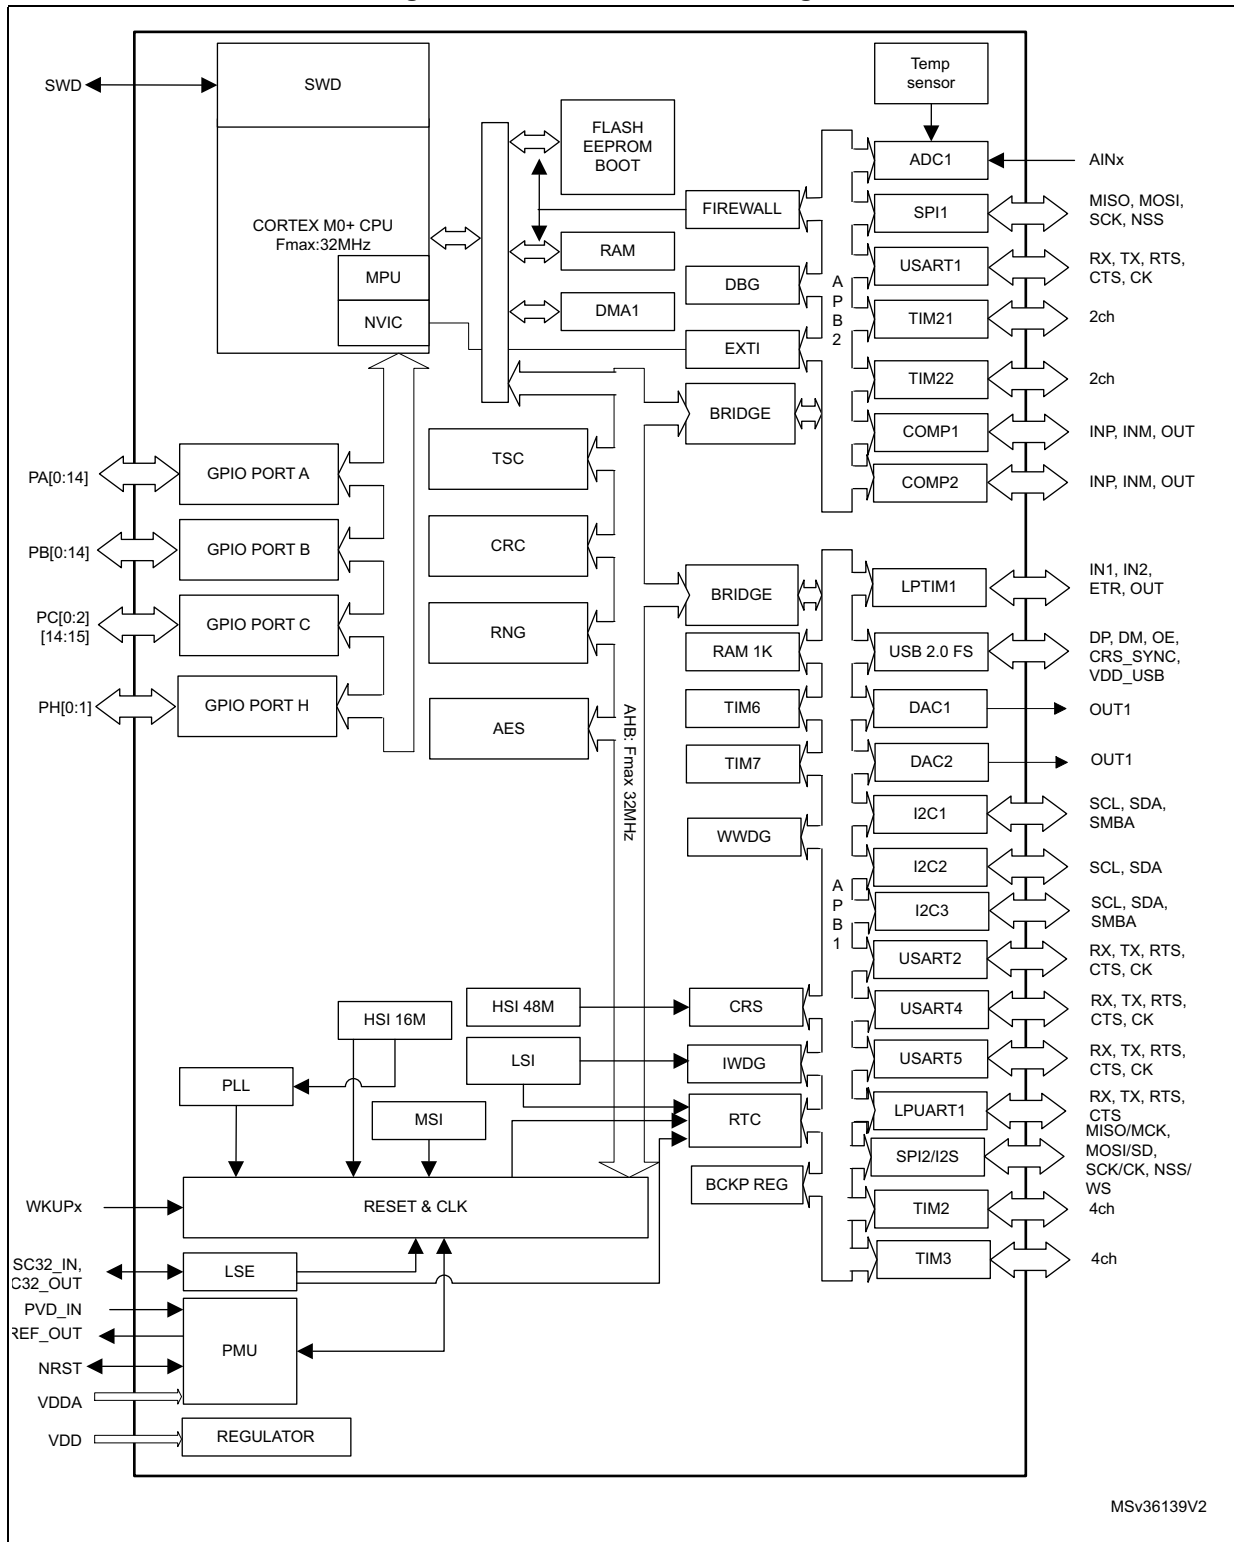 SWD
SWD
CORTEX M0+ CPU
Fmax:32MHz
MPU
NVIC
FLASH
EEPROM
BOOT
RAM
DMA1
FIREWALL
DBG
EXTI
BRIDGE
A
P
B
2
Temp
sensor
ADC1
AINx
SPI1
MISO, MOSI,
SCK, NSS
USART1
RX, TX, RTS,
CTS, CK
TIM21
2ch
TIM22
2ch
COMP1
INP, INM, OUT
COMP2
INP, INM, OUT
PA[0:14]
GPIO PORT A
PB[0:14]
GPIO PORT B
PC[0:2]
[14:15]
GPIO PORT C
PH[0:1]
GPIO PORT H
TSC
CRC
RNG
AES
AHB: Fmax 32MHz
BRIDGE
RAM 1K
TIM6
TIM7
WWDG
A
P
B
1
LPTIM1
IN1, IN2,
ETR, OUT
USB 2.0 FS
DP, DM, OE,
CRS_SYNC,
VDD_USB
DAC1
OUT1
DAC2
OUT1
I2C1
SCL, SDA,
SMBA
I2C2
SCL, SDA
I2C3
SCL, SDA,
SMBA
USART2
RX, TX, RTS,
CTS, CK
USART4
RX, TX, RTS,
CTS, CK
USART5
RX, TX, RTS,
CTS, CK
LPUART1
RX, TX, RTS,
CTS
SPI2/I2S
MISO/MCK,
MOSI/SD,
SCK/CK, NSS/
WS
TIM2
4ch
TIM3
4ch
HSI 16M
HSI 48M
CRS
LSI
IWDG
PLL
MSI
RTC
BCKP REG
WKUPx
RESET & CLK
SC32_IN,
C32_OUT
LSE
PVD_IN
REF_OUT
PMU
NRST
VDDA
VDD
REGULATOR
MSv36139V2